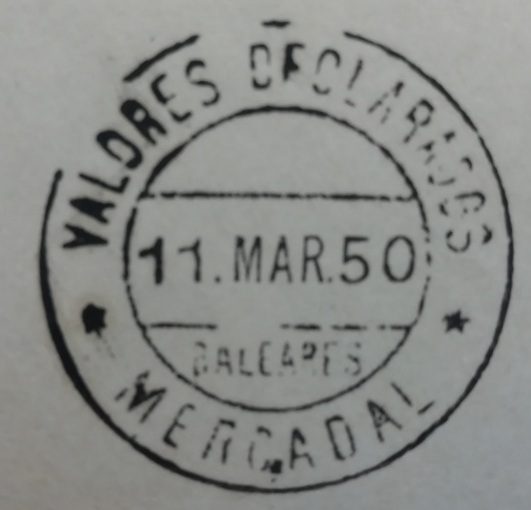 VALORES DECLARADOS
11.MAR.50
BALEARES
MERCADAL